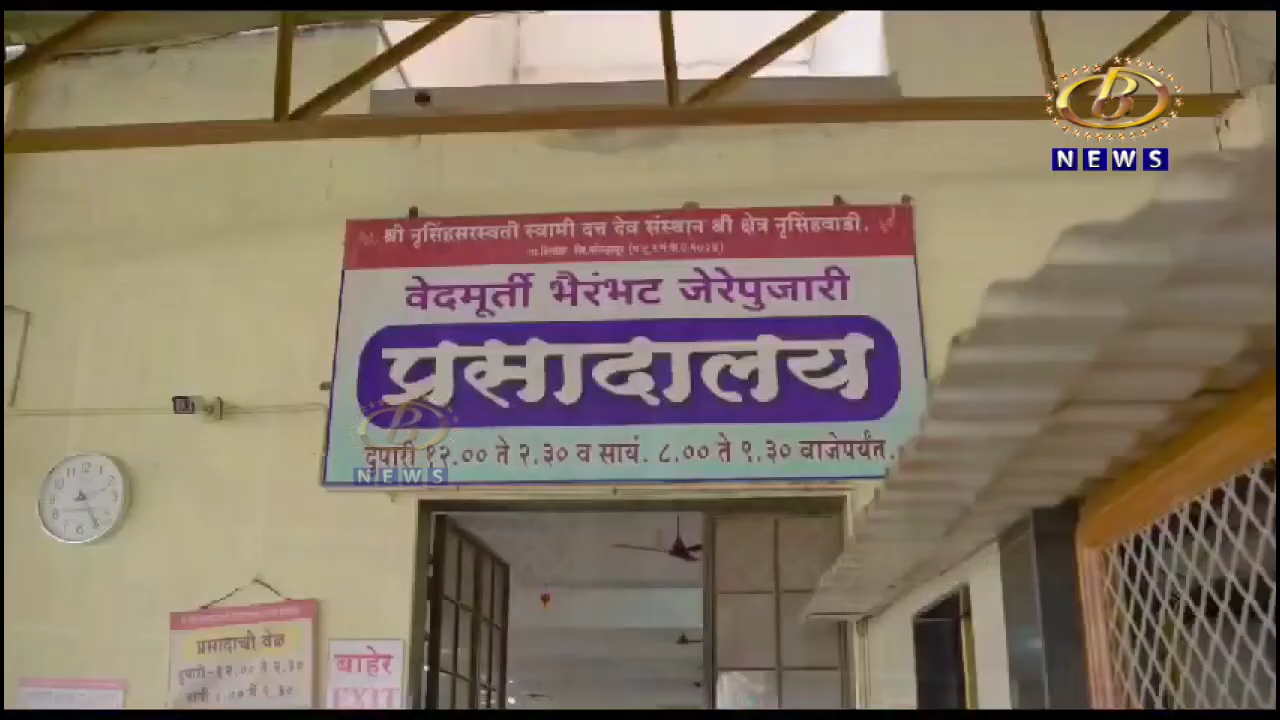 B
NEWS
श्री नृसिंहसरस्वती स्वामी दत्त देव संस्थान श्री क्षेत्र नृसिंहवाडी.
वेदमूर्ती भैरंभट जेरेपुजारी
प्रसादालय
दुपारी १२.०० ते २.३० व सायं. ८.०० ते ९.३० वाजेपर्यंत.
NEWS
प्रसादाची वेळ
दुपारी-१२.०० ते २.३०
बाहेर
EXIT